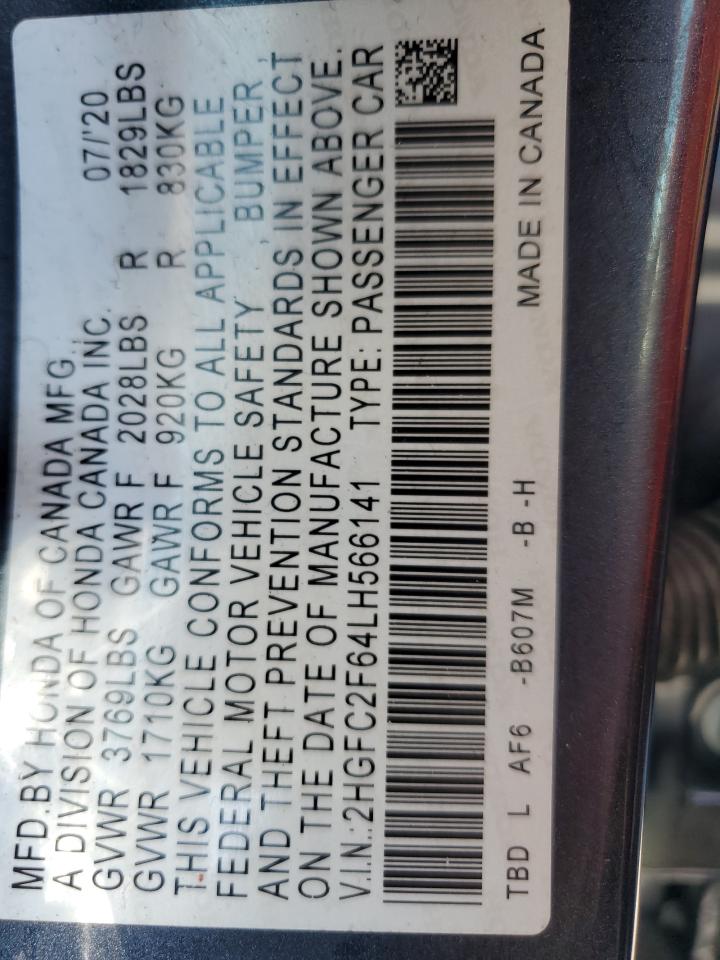 MFD.BY HONDA OF CANADA MFG.
A DIVISION OF HONDA CANADA INC. 07/'20
GVWR 3769LBS GAWR F 2028LBS R 1829LBS
GVWR 1710KG GAWR F 920KG R 830KG
THIS VEHICLE CONFORMS TO ALL APPLICABLE
FEDERAL MOTOR VEHICLE SAFETY BUMPER,
AND THEFT PREVENTION STANDARDS IN EFFECT
ON THE DATE OF MANUFACTURE SHOWN ABOVE.
V.I.N.:2HGFC2F64LH566141 TYPE: PASSENGER CAR
TBD L AF6 -B607M -B -H MADE IN CANADA